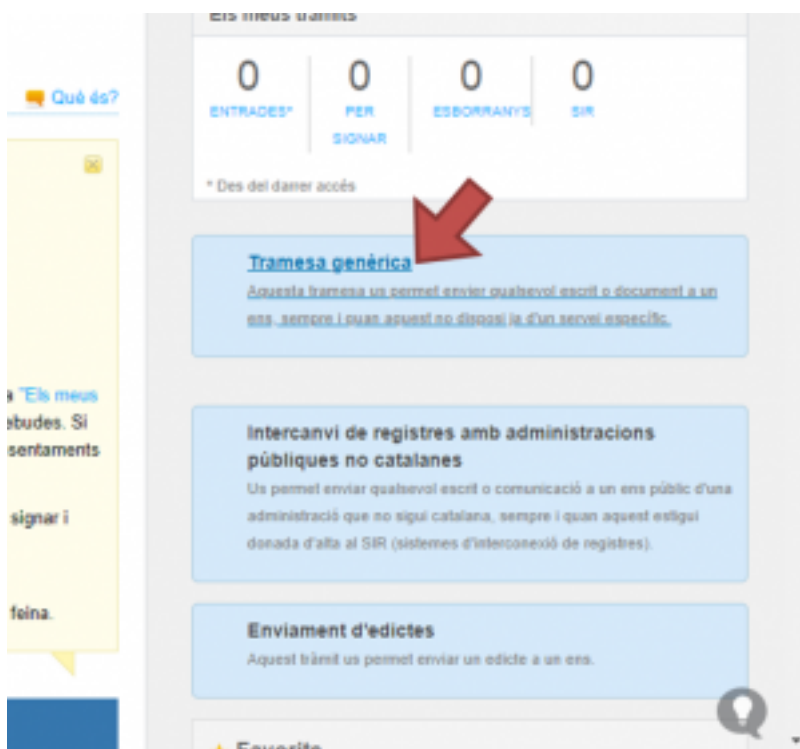 Els meus tràmits
Què és?
0 0 0 0
ENTRADES* PER ESBORRANYS SIR
SIGNAR
* Des del darrer accés
Tramesa genèrica
Aquesta tramesa us permet envier qualsevol escrit o document a un
ens, sempre i quan aquest no disposi ja d'un servei específic.
a "Els meus
ebudes. Si
sentaments
signar i
feina.
Intercanvi de registres amb administracions
públiques no catalanes
Us permet enviar qualsevol escrit o comunicació a un ens públic d'una
administració que no sigui catalana, sempre i quan aquest estigui
donada d'alta al SIR (sistemes d'interconexió de registres).
Enviament d'edictes
Aquest tràmit us permet enviar un edicte a un ens.
Favorits